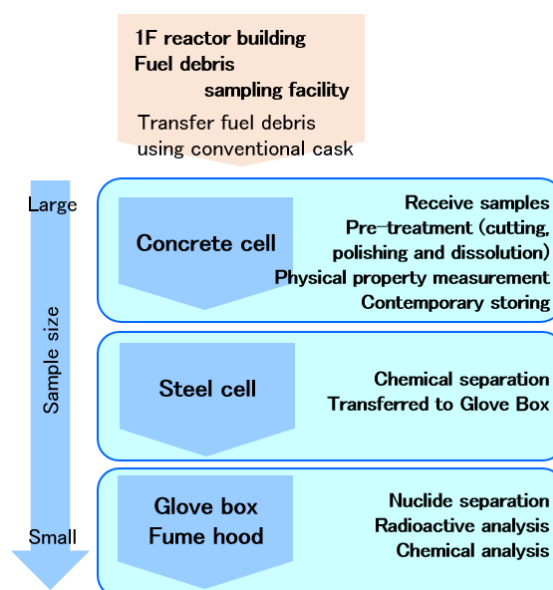 1F reactor building
Fuel debris
sampling facility
Transfer fuel debris
using conventional cask
Large
Sample size
Small
Concrete cell
Receive samples
Pre-treatment (cutting,
polishing and dissolution)
Physical property measurement
Contemporary storing
Steel cell
Chemical separation
Transferred to Glove Box
Glove box
Fume hood
Nuclide separation
Radioactive analysis
Chemical analysis